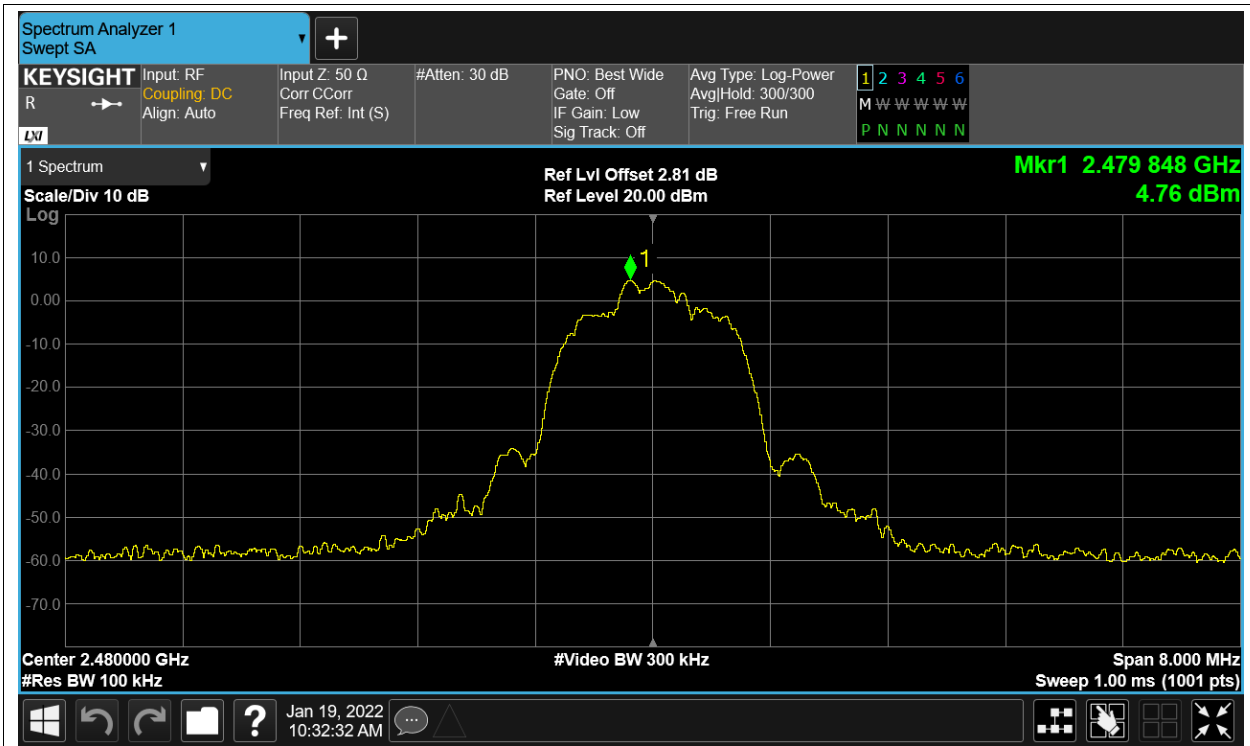 Spectrum Analyzer 1
Swept SA
KEYSIGHT
R
LXI
Input: RF
Coupling: DC
Align: Auto
Input Z: 50 Ω
Corr CCorr
Freq Ref: Int (S)
#Atten: 30 dB
PNO: Best Wide
Gate: Off
IF Gain: Low
Sig Track: Off
Avg Type: Log-Power
Avg|Hold: 300/300
Trig: Free Run
1 2 3 4 5 6
M W W W W W
P N N N N N
1 Spectrum
Scale/Div 10 dB
Ref Lvl Offset 2.81 dB
Ref Level 20.00 dBm
Mkr1 2.479 848 GHz
4.76 dBm
Log
1
10.0
0.00
-10.0
-20.0
-30.0
-40.0
-50.0
-60.0
-70.0
Center 2.480000 GHz
#Video BW 300 kHz
Span 8.000 MHz
#Res BW 100 kHz
Sweep 1.00 ms (1001 pts)
?
Jan 19, 2022
10:32:32 AM